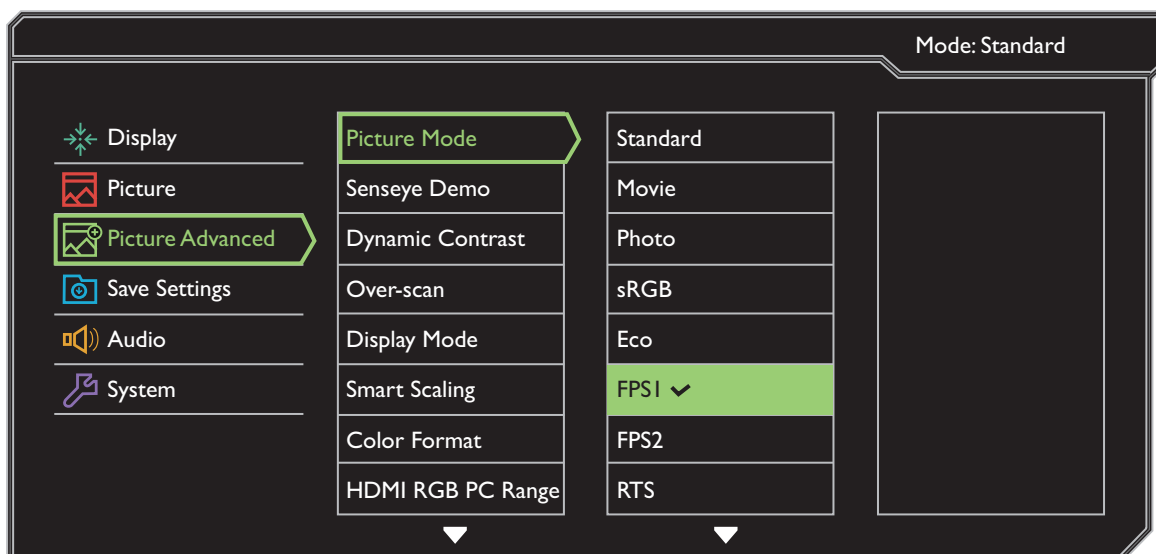 Mode: Standard
Display
Picture
Picture Advanced
Save Settings
Audio
System
Picture Mode
Senseye Demo
Dynamic Contrast
Over-scan
Display Mode
Smart Scaling
Color Format
HDMI RGB PC Range
Standard
Movie
Photo
sRGB
Eco
FPS1
FPS2
RTS